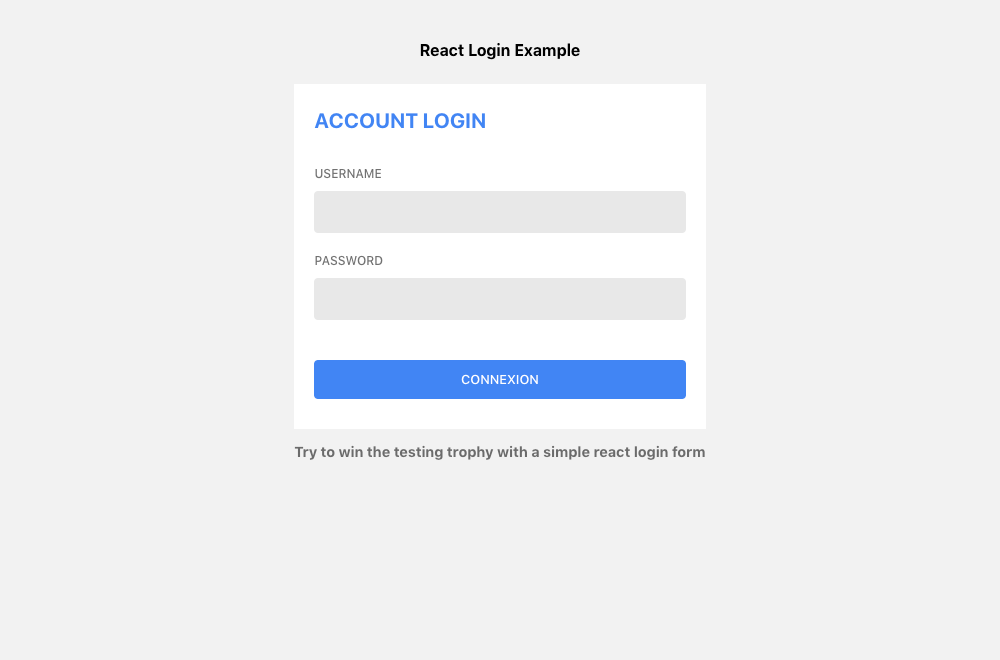 React Login Example
ACCOUNT LOGIN
USERNAME
PASSWORD
CONNEXION
Try to win the testing trophy with a simple react login form